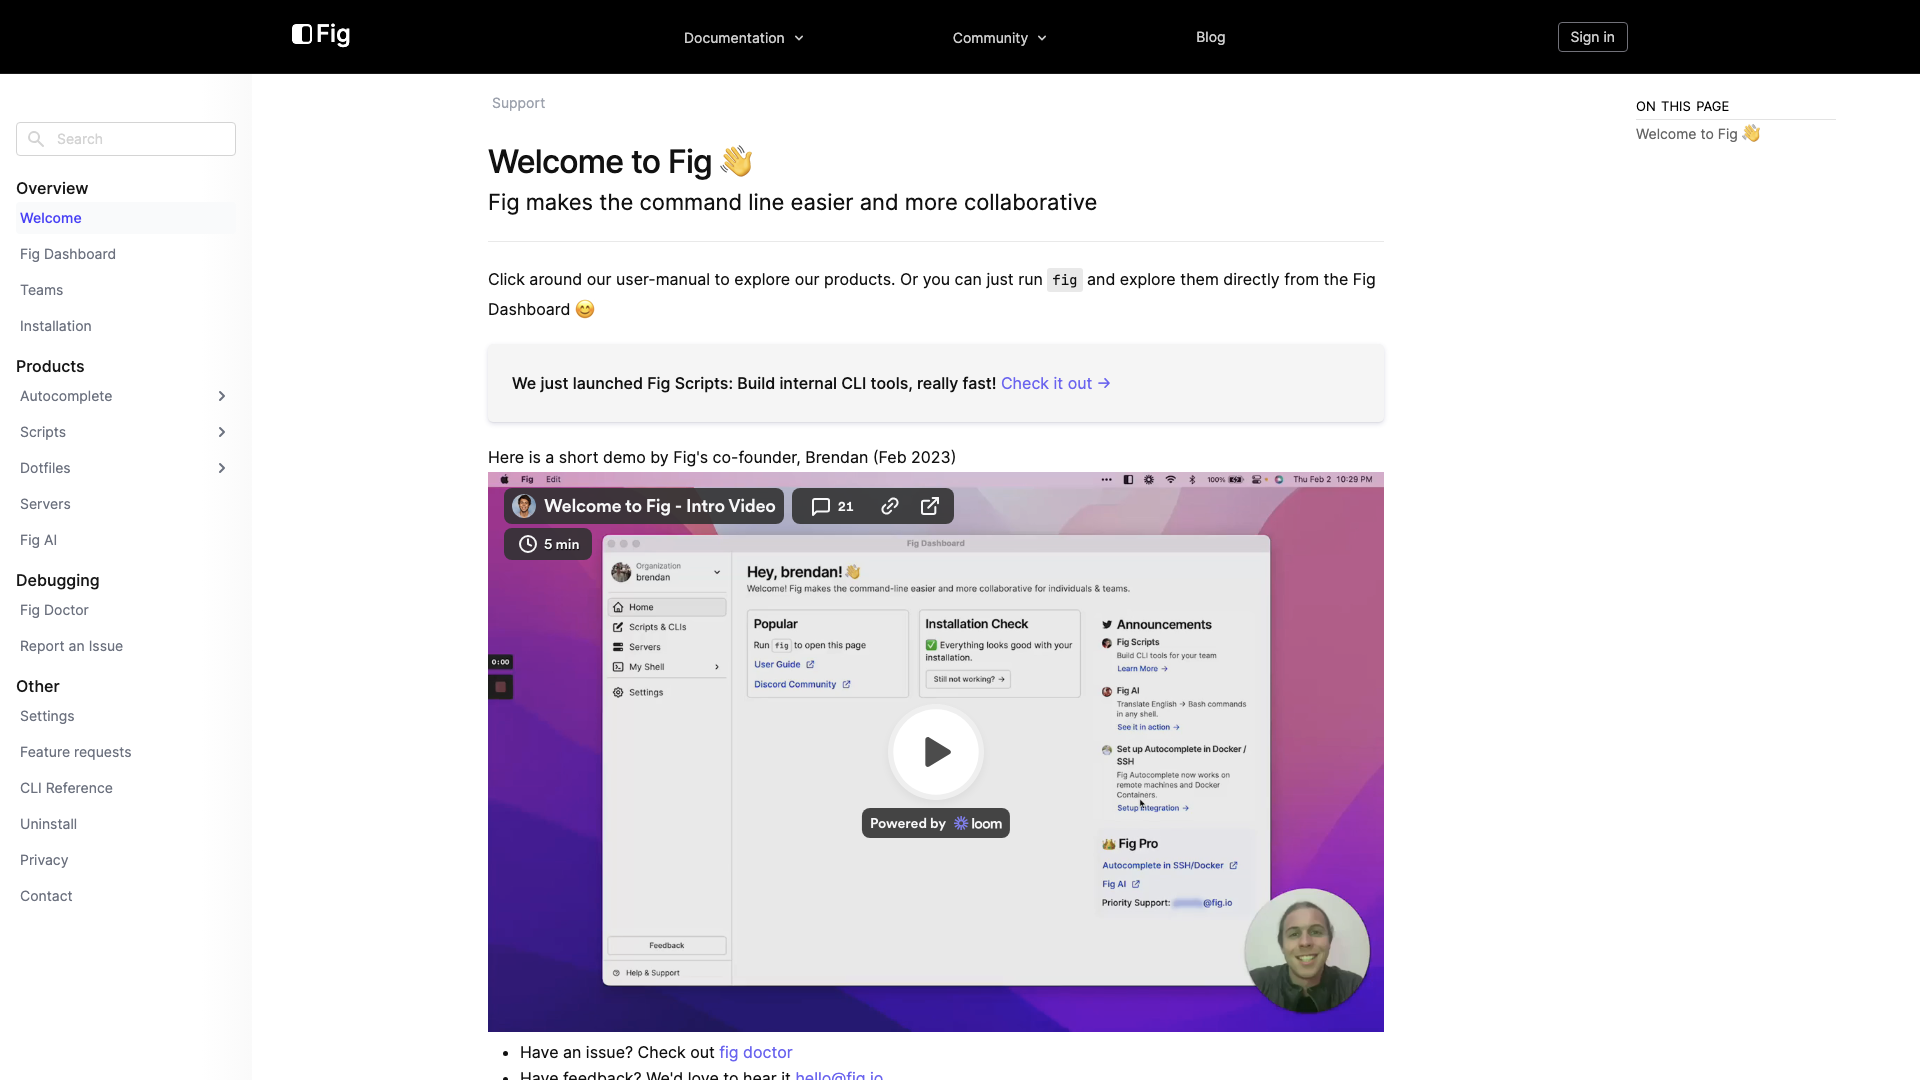 Fig
Documentation
Community
Blog
Sign in
Search
Overview
Welcome
Fig Dashboard
Teams
Installation
Products
Autocomplete
Scripts
Dotfiles
Servers
Fig AI
Debugging
Fig Doctor
Report an Issue
Other
Settings
Feature requests
CLI Reference
Uninstall
Privacy
Contact
Support
Welcome to Fig 👋
Fig makes the command line easier and more collaborative
Click around our user-manual to explore our products. Or you can just run fig and explore them directly from the Fig
Dashboard 😊
We just launched Fig Scripts: Build internal CLI tools, really fast! Check it out →
Here is a short demo by Fig's co-founder, Brendan (Feb 2023)
Fig Edit
100% Thu Feb 2 10:29 PM
Welcome to Fig - Intro Video
21
5 min
Fig Dashboard
Organization
brendan
Home
Scripts & CLIs
Servers
My Shell
Settings
Feedback
Help & Support
0:00
Hey, brendan! 👋
Welcome! Fig makes the command-line easier and more collaborative for individuals & teams.
Popular
Run fig to open this page
User Guide
Discord Community
Installation Check
✅ Everything looks good with your
installation.
Still not working? →
Announcements
Fig Scripts
Build CLI tools for your team
Learn More →
Fig AI
Translate English → Bash commands
in any shell.
See it in action →
Set up Autocomplete in Docker /
SSH
Fig Autocomplete now works on
remote machines and Docker
Containers.
Setup integration →
Fig Pro
Autocomplete in SSH/Docker
Fig AI
Priority Support: @fig.io
Powered by loom
• Have an issue? Check out fig doctor
• Have feedback? We'd love to hear it hello@fig.io
ON THIS PAGE
Welcome to Fig 👋